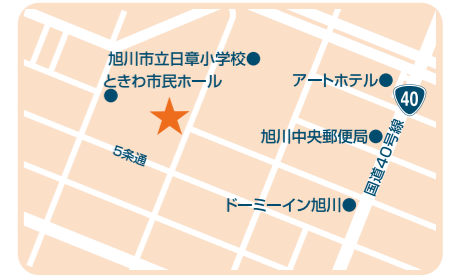 旭川市立日章小学校
ときわ市民ホール
アートホテル
40
旭川中央郵便局
国道40号線
5条通
ドーミーイン旭川